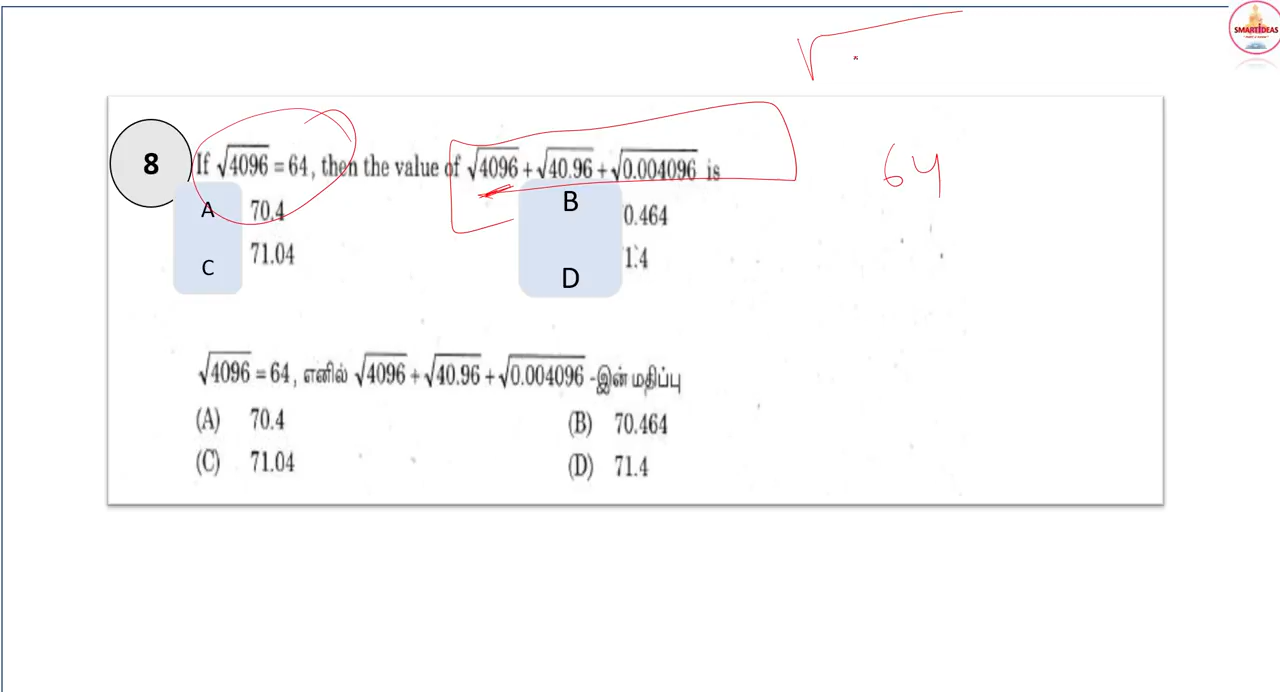 SMARTIDEAS
8
If √4096 = 64, then the value of √4096 + √40.96 + √0.004096 is
A 70.4 B 0.464
C 71.04 D 1.4
64
√4096 = 64, எனில் √4096 + √40.96 + √0.004096 -இன் மதிப்பு
(A) 70.4 (B) 70.464
(C) 71.04 (D) 71.4